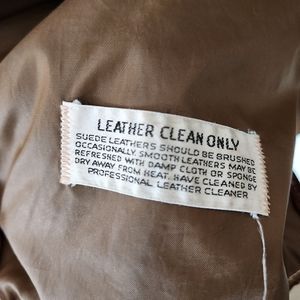 LEATHER CLEAN ONLY
SUEDE LEATHERS SHOULD BE BRUSHED
OCCASIONALLY SMOOTH LEATHERS MAY BE
REFRESHED WITH DAMP CLOTH OR SPONGE
DRY AWAY FROM HEAT. HAVE CLEANED BY
PROFESSIONAL LEATHER CLEANER